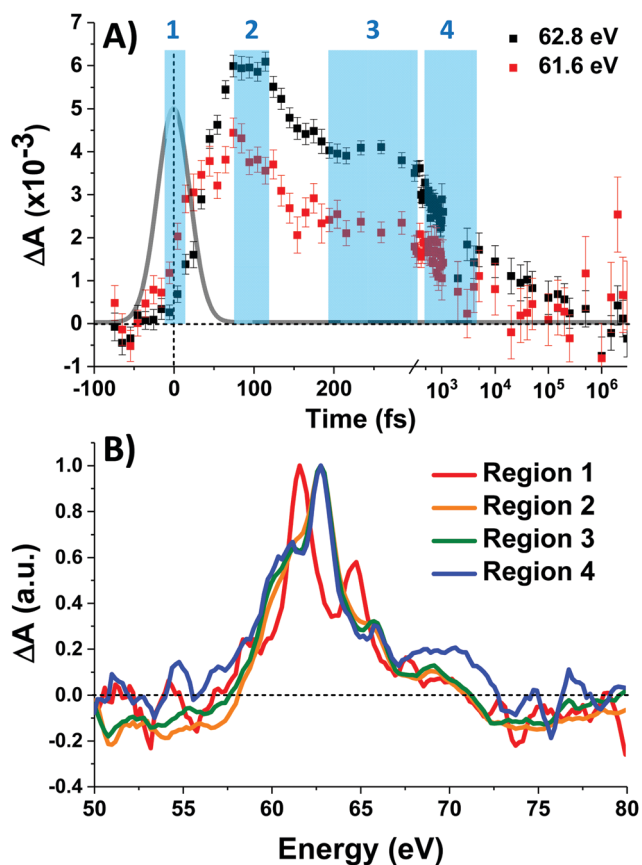 1 2 3 4
A)
62.8 eV
61.6 eV
ΔA (x10⁻³)
7
6
5
4
3
2
1
0
-1
-100 0 100 200 10³ 10⁴ 10⁵ 10⁶
Time (fs)
B)
Region 1
Region 2
Region 3
Region 4
ΔA (a.u.)
1.0
0.8
0.6
0.4
0.2
0.0
-0.2
-0.4
50 55 60 65 70 75 80
Energy (eV)